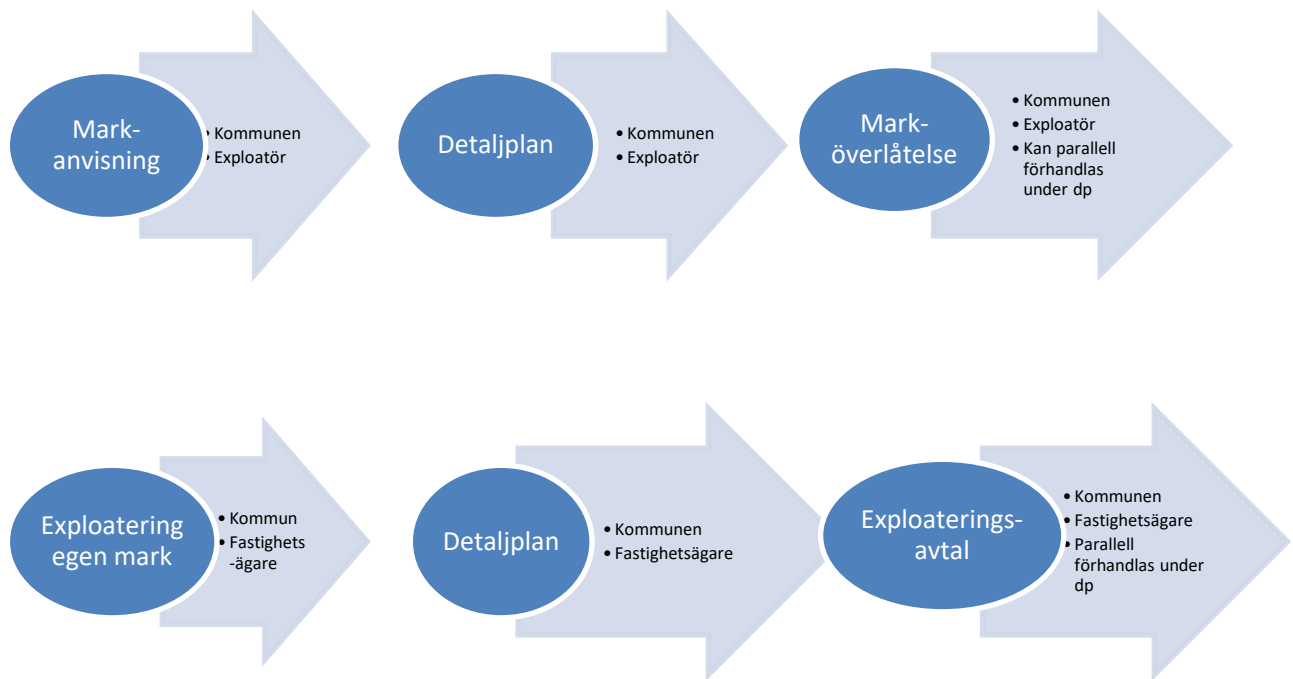 Mark-
anvisning
• Kommunen
• Exploatör
Detaljplan
• Kommunen
• Exploatör
Mark-
överlåtelse
• Kommunen
• Exploatör
• Kan parallell
förhandlas
under dp
Exploatering
egen mark
• Kommun
• Fastighets
-ägare
Detaljplan
• Kommunen
• Fastighetsägare
Exploaterings-
avtal
• Kommunen
• Fastighetsägare
• Parallell
förhandlas under
dp